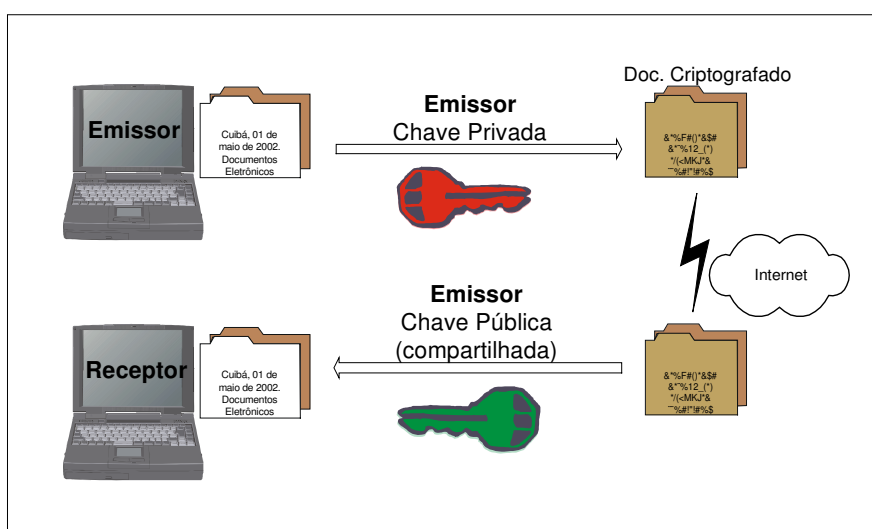 Doc. Criptografado
Emissor
Cuibá, 01 de
maio de 2002.
Documentos
Eletrônicos
Emissor
Chave Privada
&*%F#()*&$#
&*¨%12_(*)
*/(<MKJ*&
¨¨%#!"!#%$
Internet
Emissor
Chave Pública
(compartilhada)
Receptor
Cuibá, 01 de
maio de 2002.
Documentos
Eletrônicos
&*%F#()*&$#
&*¨%12_(*)
*/(<MKJ*&
¨¨%#!"!#%$